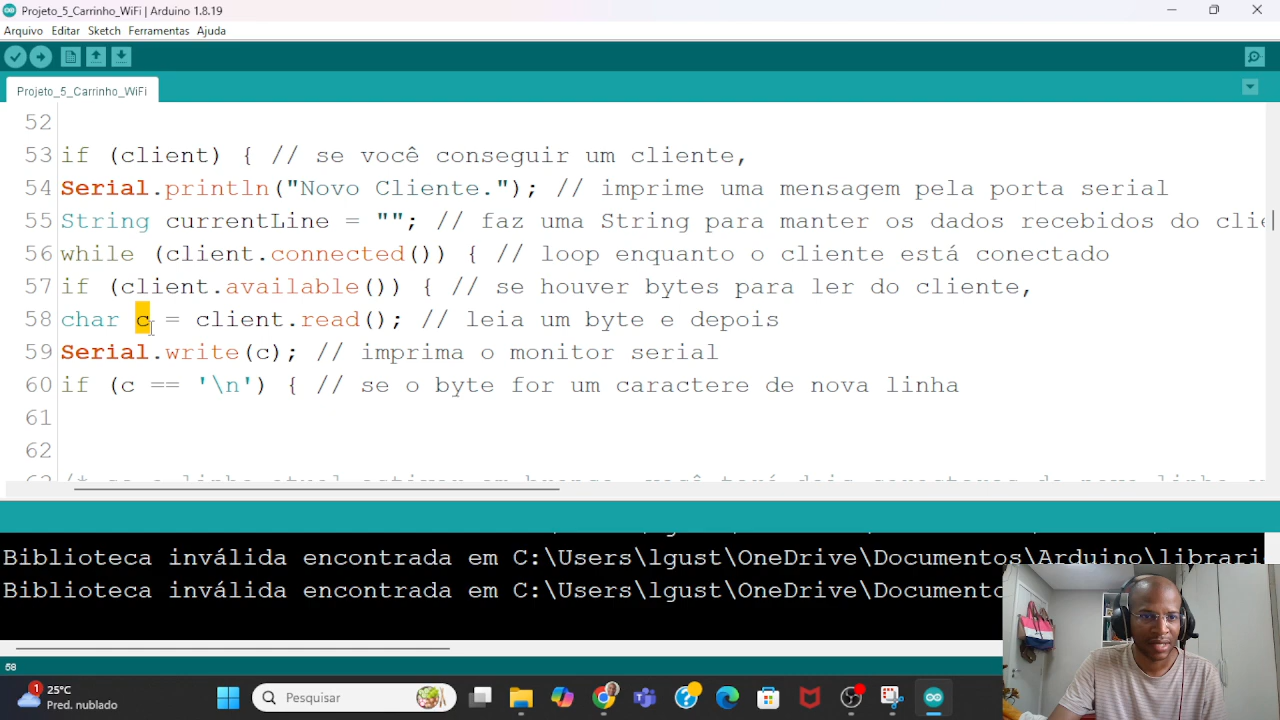 Projeto_5_Carrinho_WiFi | Arduino 1.8.19
Arquivo Editar Sketch Ferramentas Ajuda
Projeto_5_Carrinho_WiFi
52
53 if (client) { // se você conseguir um cliente,
54 Serial.println("Novo Cliente."); // imprime uma mensagem pela porta serial
55 String currentLine = ""; // faz uma String para manter os dados recebidos do clie
56 while (client.connected()) { // loop enquanto o cliente está conectado
57 if (client.available()) { // se houver bytes para ler do cliente,
58 char c = client.read(); // leia um byte e depois
59 Serial.write(c); // imprima o monitor serial
60 if (c == '\n') { // se o byte for um caractere de nova linha
61
62
Biblioteca inválida encontrada em C:\Users\lgust\OneDrive\Documentos\Arduino\librari
Biblioteca inválida encontrada em C:\Users\lgust\OneDrive\Documento
58
1
25°C
Pred. nublado
Pesquisar